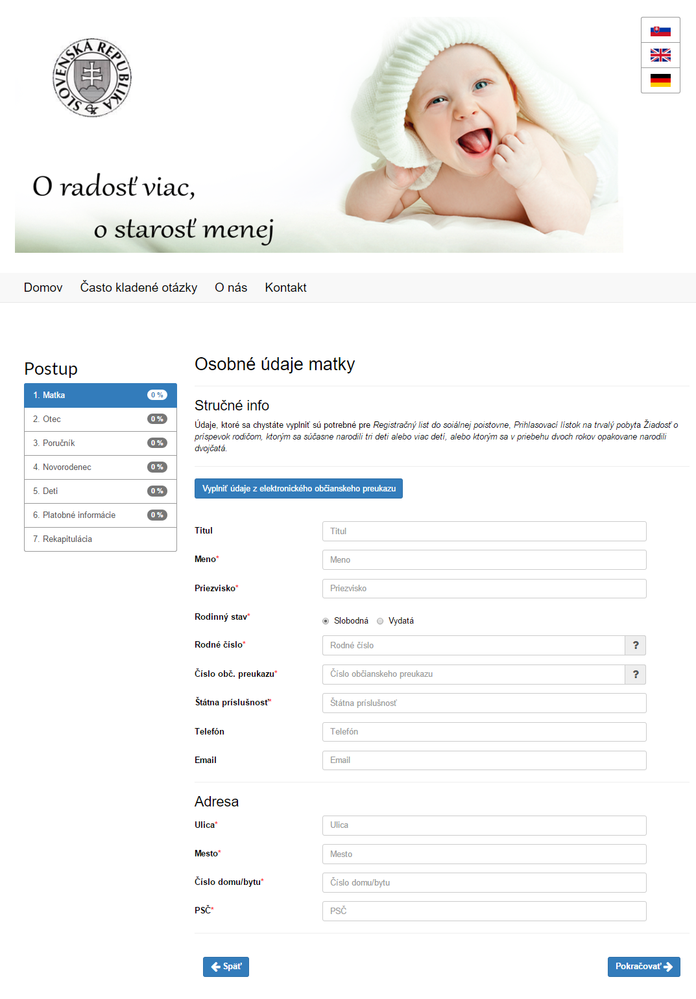 SLOVENSKÁ REPUBLIKA
O radosť viac,
o starosť menej
Domov Často kladené otázky O nás Kontakt
Postup
1. Matka 0 %
2. Otec 0 %
3. Poručník 0 %
4. Novorodenec 0 %
5. Deti 0 %
6. Platobné informácie 0 %
7. Rekapitulácia
Osobné údaje matky
Stručné info
Údaje, ktoré sa chystáte vyplniť sú potrebné pre Registračný list do soiálnej poistovne, Prihlasovací lístok na trvalý pobyta Žiadosť o
príspevok rodičom, ktorým sa súčasne narodili tri deti alebo viac detí, alebo ktorým sa v priebehu dvoch rokov opakovane narodili
dvojčatá.
Vyplniť údaje z elektronického občianskeho preukazu
Titul Titul
Meno* Meno
Priezvisko* Priezvisko
Rodinný stav* Slobodná Vydatá
Rodné číslo* Rodné číslo ?
Číslo obč. preukazu* Číslo občianskeho preukazu ?
Štátna príslušnosť* Štátna príslušnosť
Telefón Telefón
Email Email
Adresa
Ulica* Ulica
Mesto* Mesto
Číslo domu/bytu* Číslo domu/bytu
PSČ* PSČ
Späť Pokračovať